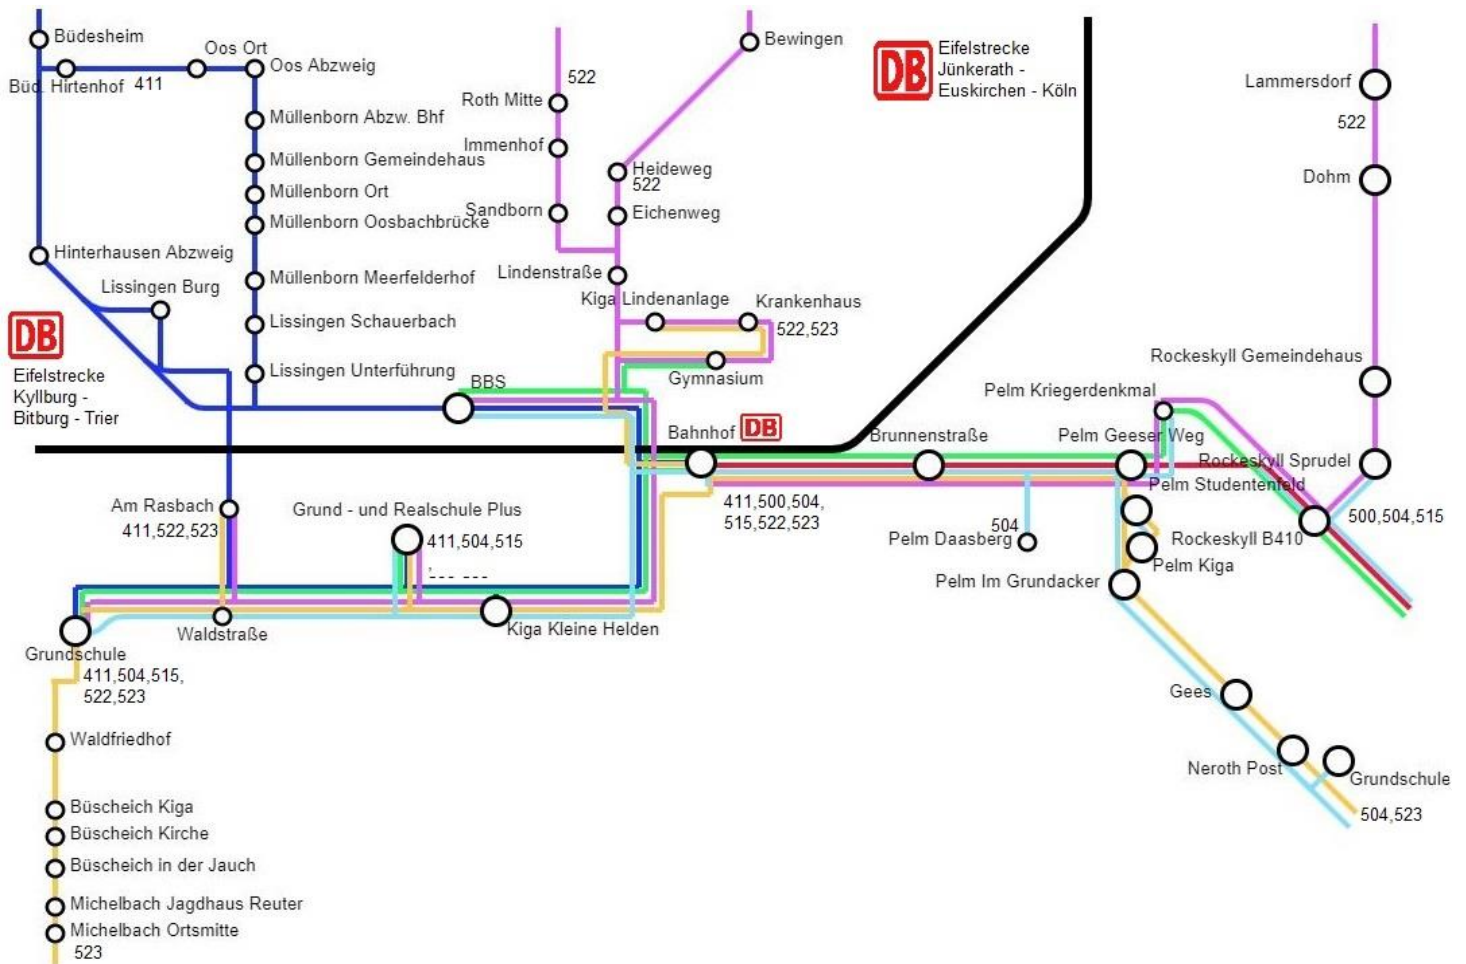 Büdesheim
Oos Ort
Oos Abzweig
Büd. Hirtenhof 411
Müllenborn Abzw. Bhf
Müllenborn Gemeindehaus
Müllenborn Ort
Müllenborn Oosbachbrücke
Hinterhausen Abzweig
Lissingen Burg
Müllenborn Meerfelderhof
Lissingen Schauerbach
Lissingen Unterführung
DB
Eifelstrecke
Kyllburg -
Bitburg - Trier
522
Roth Mitte
Immenhof
Sandborn
Bewingen
Heideweg
522
Eichenweg
Lindenstraße
Kiga Lindenanlage
Krankenhaus
522,523
Gymnasium
BBS
DB
Eifelstrecke
Jünkerath -
Euskirchen - Köln
Lammersdorf
522
Dohm
Rockeskyll Gemeindehaus
Rockeskyll Sprudel
Pelm Kriegerdenkmal
Bahnhof DB
Brunnenstraße
Pelm Geeser Weg
Pelm Studentenfeld
411,500,504,
515,522,523
504
Pelm Daasberg
Rockeskyll B410
500,504,515
Pelm Kiga
Pelm Im Grundacker
Am Rasbach
411,522,523
Grund - und Realschule Plus
411,504,515
Waldstraße
Kiga Kleine Helden
Grundschule
411,504,515,
522,523
Gees
Neroth Post
Grundschule
504,523
Waldfriedhof
Büscheich Kiga
Büscheich Kirche
Büscheich in der Jauch
Michelbach Jagdhaus Reuter
Michelbach Ortsmitte
523